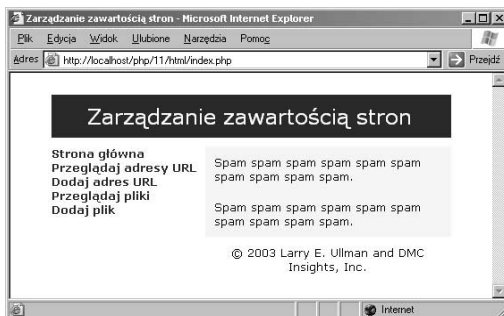 Zarządzanie zawartością stron - Microsoft Internet Explorer
Plik Edycja Widok Ulubione Narzędzia Pomoc
Adres http://localhost/php/11/html/index.php Przejdź
Zarządzanie zawartością stron
Strona główna
Przeglądaj adresy URL
Dodaj adres URL
Przeglądaj pliki
Dodaj plik
Spam spam spam spam spam spam
spam spam spam spam.
Spam spam spam spam spam spam
spam spam spam spam.
© 2003 Larry E. Ullman and DMC
Insights, Inc.
Internet